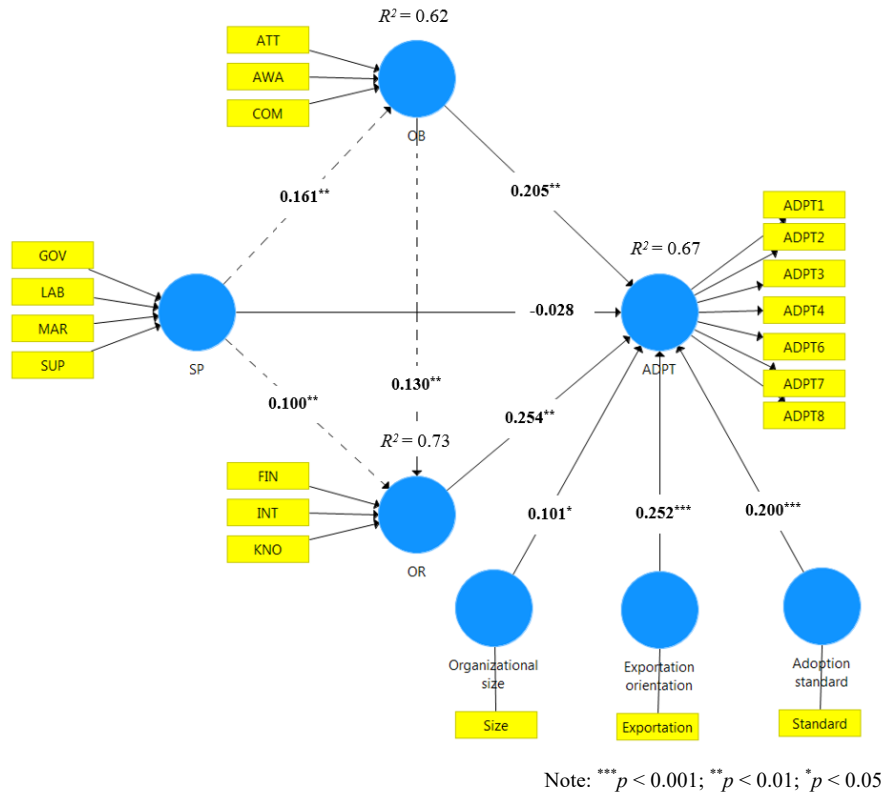 R² = 0.62
ATT
AWA
COM
OB
0.161**
0.205**
ADPT1
ADPT2
ADPT3
ADPT4
ADPT6
ADPT7
ADPT8
R² = 0.67
GOV
LAB
MAR
SUP
SP
-0.028
ADPT
0.100**
0.130**
0.254**
R² = 0.73
FIN
INT
KNO
OR
0.101*
0.252***
0.200***
Organizational
size
Exportation
orientation
Adoption
standard
Size
Exportation
Standard
Note: ***p < 0.001; **p < 0.01; *p < 0.05